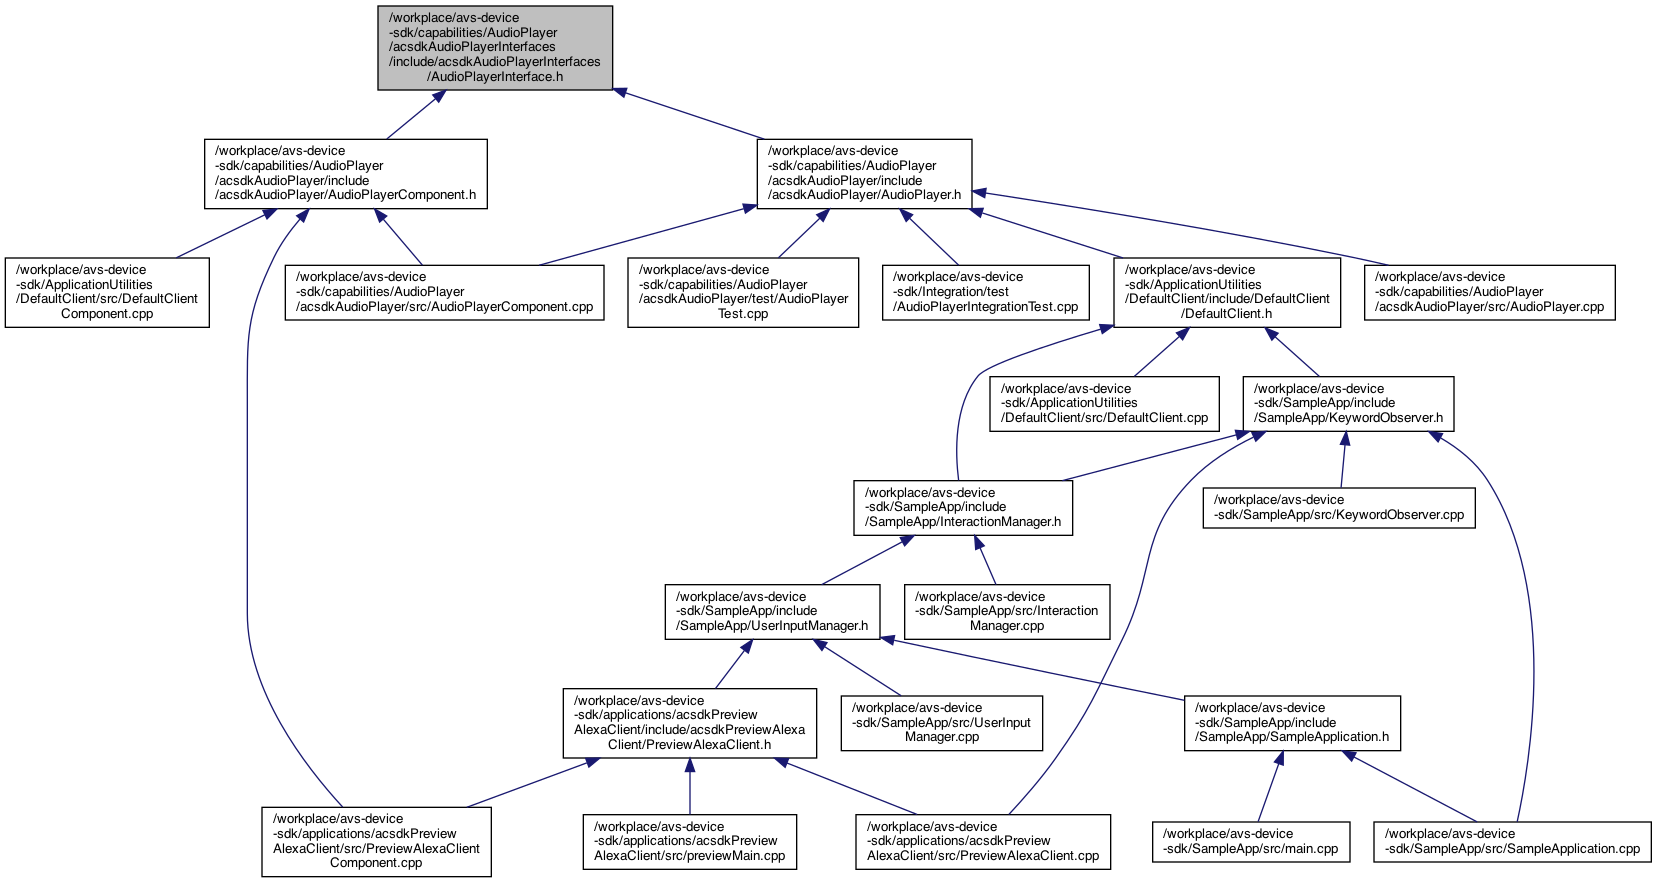 /workplace/avs-device
-sdk/capabilities/AudioPlayer
/acsdkAudioPlayerInterfaces
/include/acsdkAudioPlayerInterfaces
/AudioPlayerInterface.h
/workplace/avs-device
-sdk/capabilities/AudioPlayer
/acsdkAudioPlayer/include
/acsdkAudioPlayer/AudioPlayerComponent.h
/workplace/avs-device
-sdk/capabilities/AudioPlayer
/acsdkAudioPlayer/include
/acsdkAudioPlayer/AudioPlayer.h
/workplace/avs-device
-sdk/ApplicationUtilities
/DefaultClient/src/DefaultClient
Component.cpp
/workplace/avs-device
-sdk/capabilities/AudioPlayer
/acsdkAudioPlayer/src/AudioPlayerComponent.cpp
/workplace/avs-device
-sdk/capabilities/AudioPlayer
/acsdkAudioPlayer/test/AudioPlayer
Test.cpp
/workplace/avs-device
-sdk/Integration/test
/AudioPlayerIntegrationTest.cpp
/workplace/avs-device
-sdk/ApplicationUtilities
/DefaultClient/include/DefaultClient
/DefaultClient.h
/workplace/avs-device
-sdk/capabilities/AudioPlayer
/acsdkAudioPlayer/src/AudioPlayer.cpp
/workplace/avs-device
-sdk/ApplicationUtilities
/DefaultClient/src/DefaultClient.cpp
/workplace/avs-device
-sdk/SampleApp/include
/SampleApp/KeywordObserver.h
/workplace/avs-device
-sdk/SampleApp/include
/SampleApp/InteractionManager.h
/workplace/avs-device
-sdk/SampleApp/src/KeywordObserver.cpp
/workplace/avs-device
-sdk/SampleApp/include
/SampleApp/UserInputManager.h
/workplace/avs-device
-sdk/SampleApp/src/Interaction
Manager.cpp
/workplace/avs-device
-sdk/applications/acsdkPreview
AlexaClient/include/acsdkPreviewAlexa
Client/PreviewAlexaClient.h
/workplace/avs-device
-sdk/SampleApp/src/UserInput
Manager.cpp
/workplace/avs-device
-sdk/SampleApp/include
/SampleApp/SampleApplication.h
/workplace/avs-device
-sdk/applications/acsdkPreview
AlexaClient/src/PreviewAlexaClient
Component.cpp
/workplace/avs-device
-sdk/applications/acsdkPreview
AlexaClient/src/previewMain.cpp
/workplace/avs-device
-sdk/applications/acsdkPreview
AlexaClient/src/PreviewAlexaClient.cpp
/workplace/avs-device
-sdk/SampleApp/src/main.cpp
/workplace/avs-device
-sdk/SampleApp/src/SampleApplication.cpp